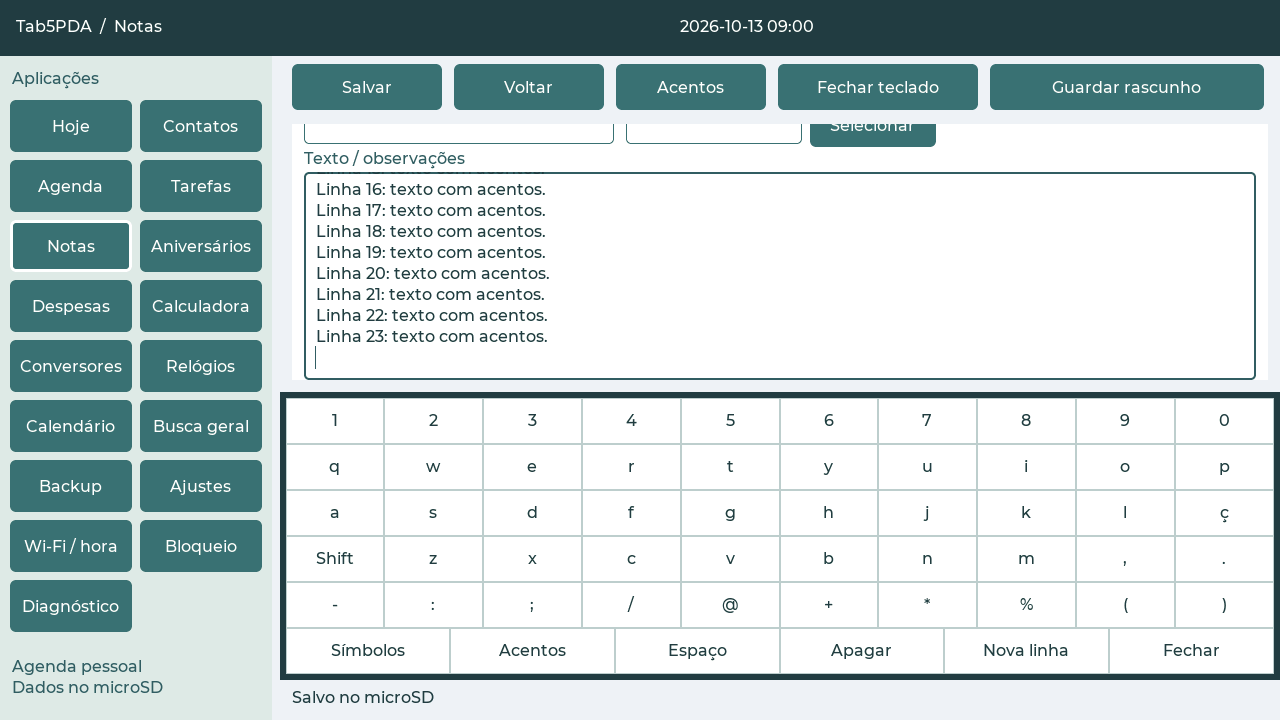 Tab5PDA / Notas
2026-10-13 09:00
Aplicações
Hoje
Contatos
Agenda
Tarefas
Notas
Aniversários
Despesas
Calculadora
Conversores
Relógios
Calendário
Busca geral
Backup
Ajustes
Wi-Fi / hora
Bloqueio
Diagnóstico
Agenda pessoal
Dados no microSD
Salvar
Voltar
Acentos
Fechar teclado
Guardar rascunho
Selecionar
Texto / observações
Linha 16: texto com acentos.
Linha 17: texto com acentos.
Linha 18: texto com acentos.
Linha 19: texto com acentos.
Linha 20: texto com acentos.
Linha 21: texto com acentos.
Linha 22: texto com acentos.
Linha 23: texto com acentos.
1 2 3 4 5 6 7 8 9 0
q w e r t y u i o p
a s d f g h j k l ç
Shift z x c v b n m , .
- : ; / @ + * % ( )
Símbolos Acentos Espaço Apagar Nova linha Fechar
Salvo no microSD